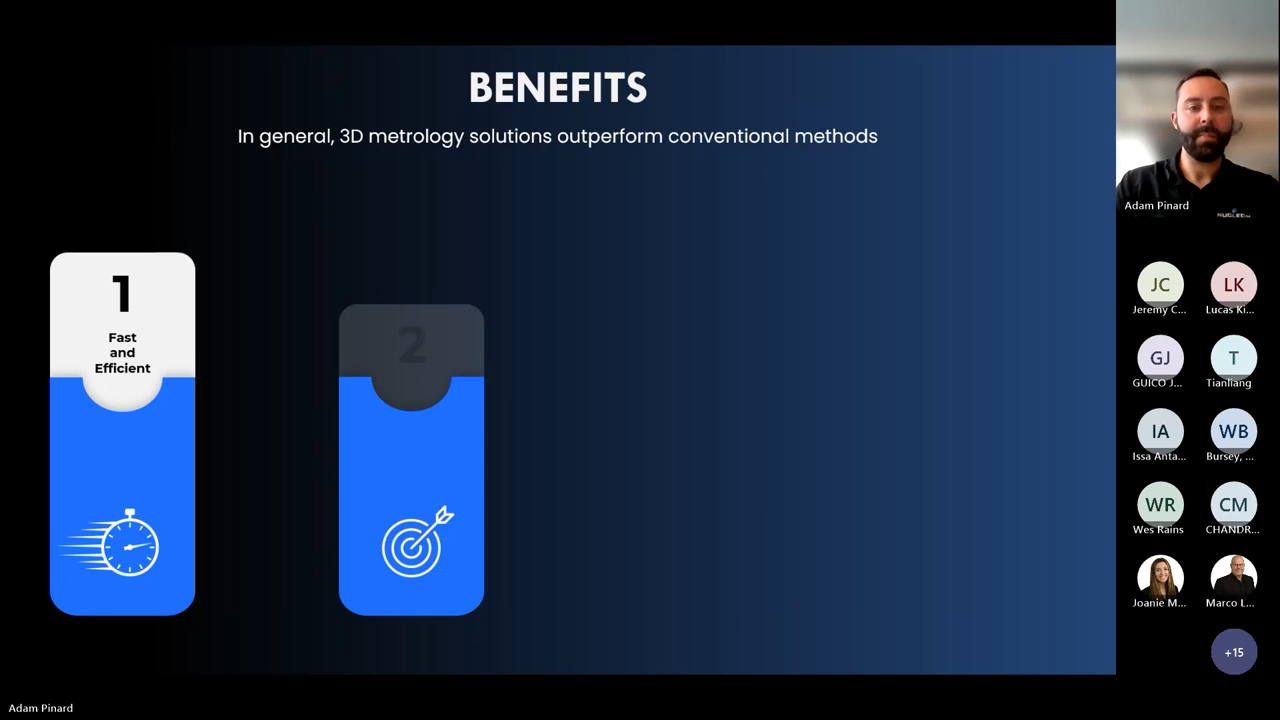 BENEFITS
In general, 3D metrology solutions outperform conventional methods
1
Fast
and
Efficient
2
Adam Pinard
JC
LK
Jeremy C...
Lucas Ki...
GJ
T
GUICO J...
Tianliang
IA
WB
Issa Anta...
Bursey, ...
WR
CM
Wes Rains
CHANDR...
Joanie M...
Marco L...
+15
Adam Pinard